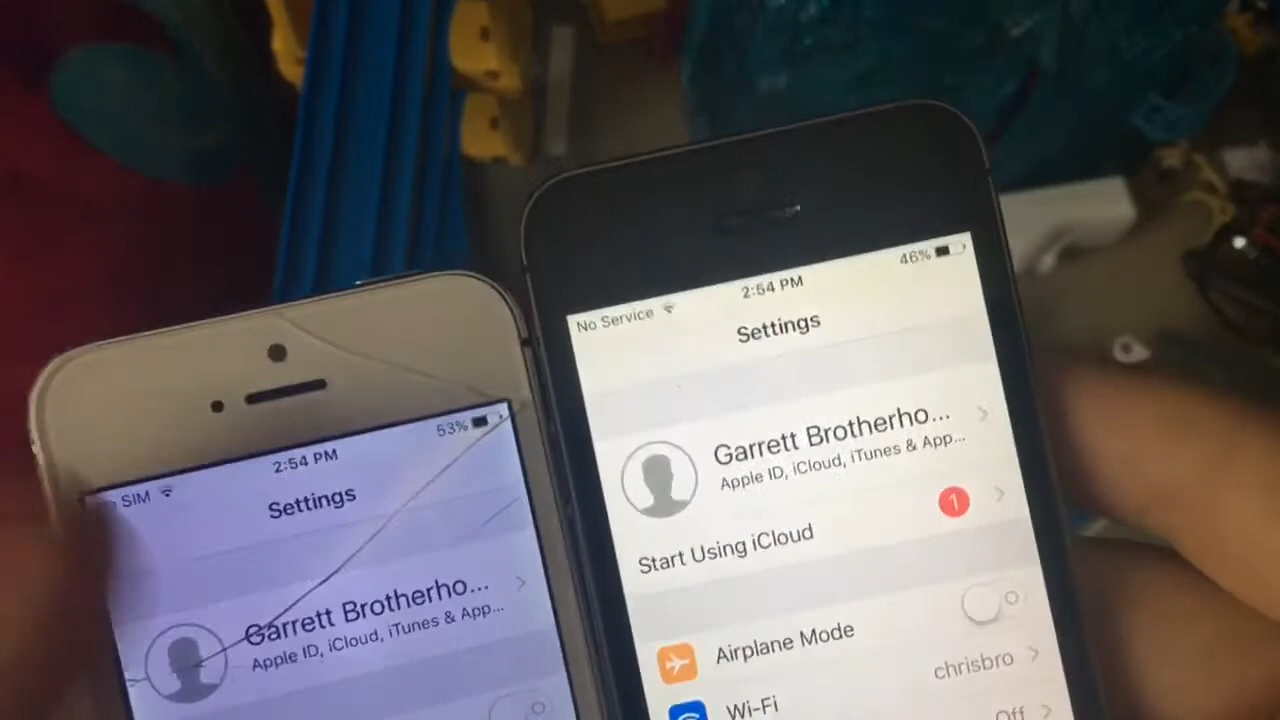 SIM
2:54 PM
53%
Settings
Garrett Brotherho...
Apple ID, iCloud, iTunes & App...
No Service
2:54 PM
46%
Settings
Garrett Brotherho...
Apple ID, iCloud, iTunes & App...
Start Using iCloud
1
Airplane Mode
Wi-Fi
chrisbro
Off